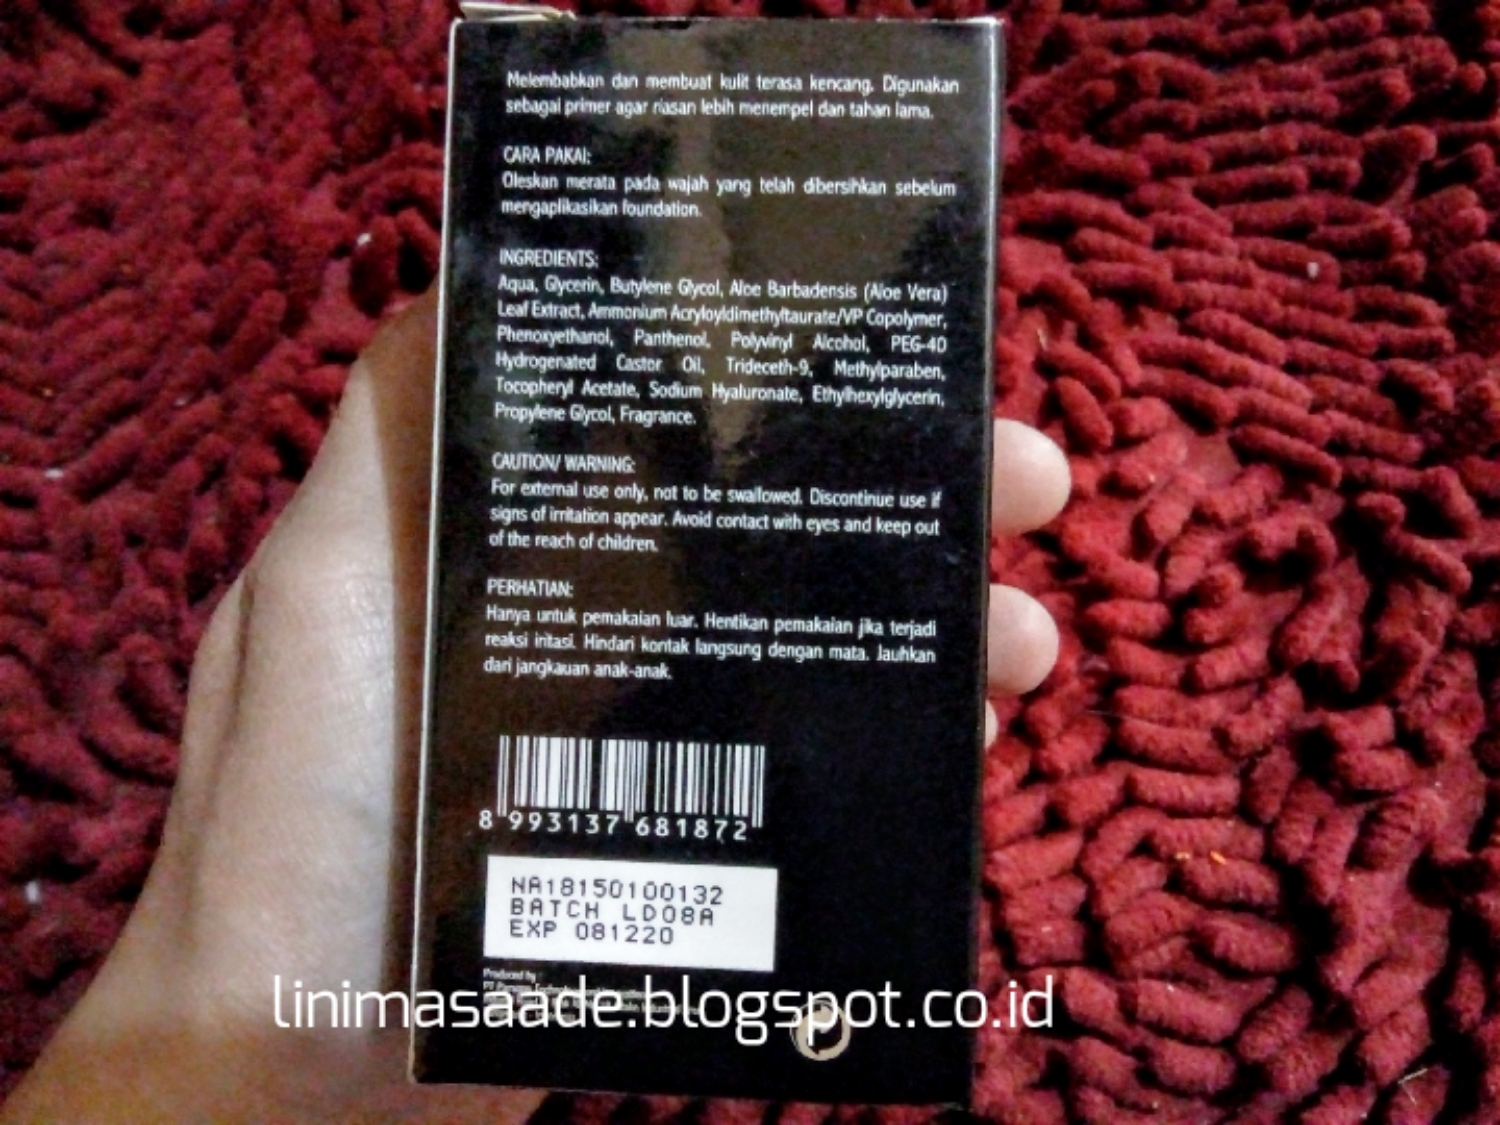 Melembabkan dan membuat kulit terasa kencang. Digunakan
sebagai primer agar riasan lebih menempel dan tahan lama.
CARA PAKAI:
Oleskan merata pada wajah yang telah dibersihkan sebelum
mengaplikasikan foundation.
INGREDIENTS:
Aqua, Glycerin, Butylene Glycol, Aloe Barbadensis (Aloe Vera)
Leaf Extract, Ammonium Acryloyldimethyltaurate/VP Copolymer,
Phenoxyethanol, Panthenol, Polyvinyl Alcohol, PEG-40
Hydrogenated Castor Oil, Trideceth-9, Methylparaben,
Tocopheryl Acetate, Sodium Hyaluronate, Ethylhexylglycerin,
Propylene Glycol, Fragrance.
CAUTION/ WARNING:
For external use only, not to be swallowed. Discontinue use if
signs of irritation appear. Avoid contact with eyes and keep out
of the reach of children.
PERHATIAN:
Hanya untuk pemakaian luar. Hentikan pemakaian jika terjadi
reaksi iritasi. Hindari kontak langsung dengan mata. Jauhkan
dari jangkauan anak-anak.
8 993137 681872
NA18150100132
BATCH LD08A
EXP 081220
Produced by :
linimasaade.blogspot.co.id